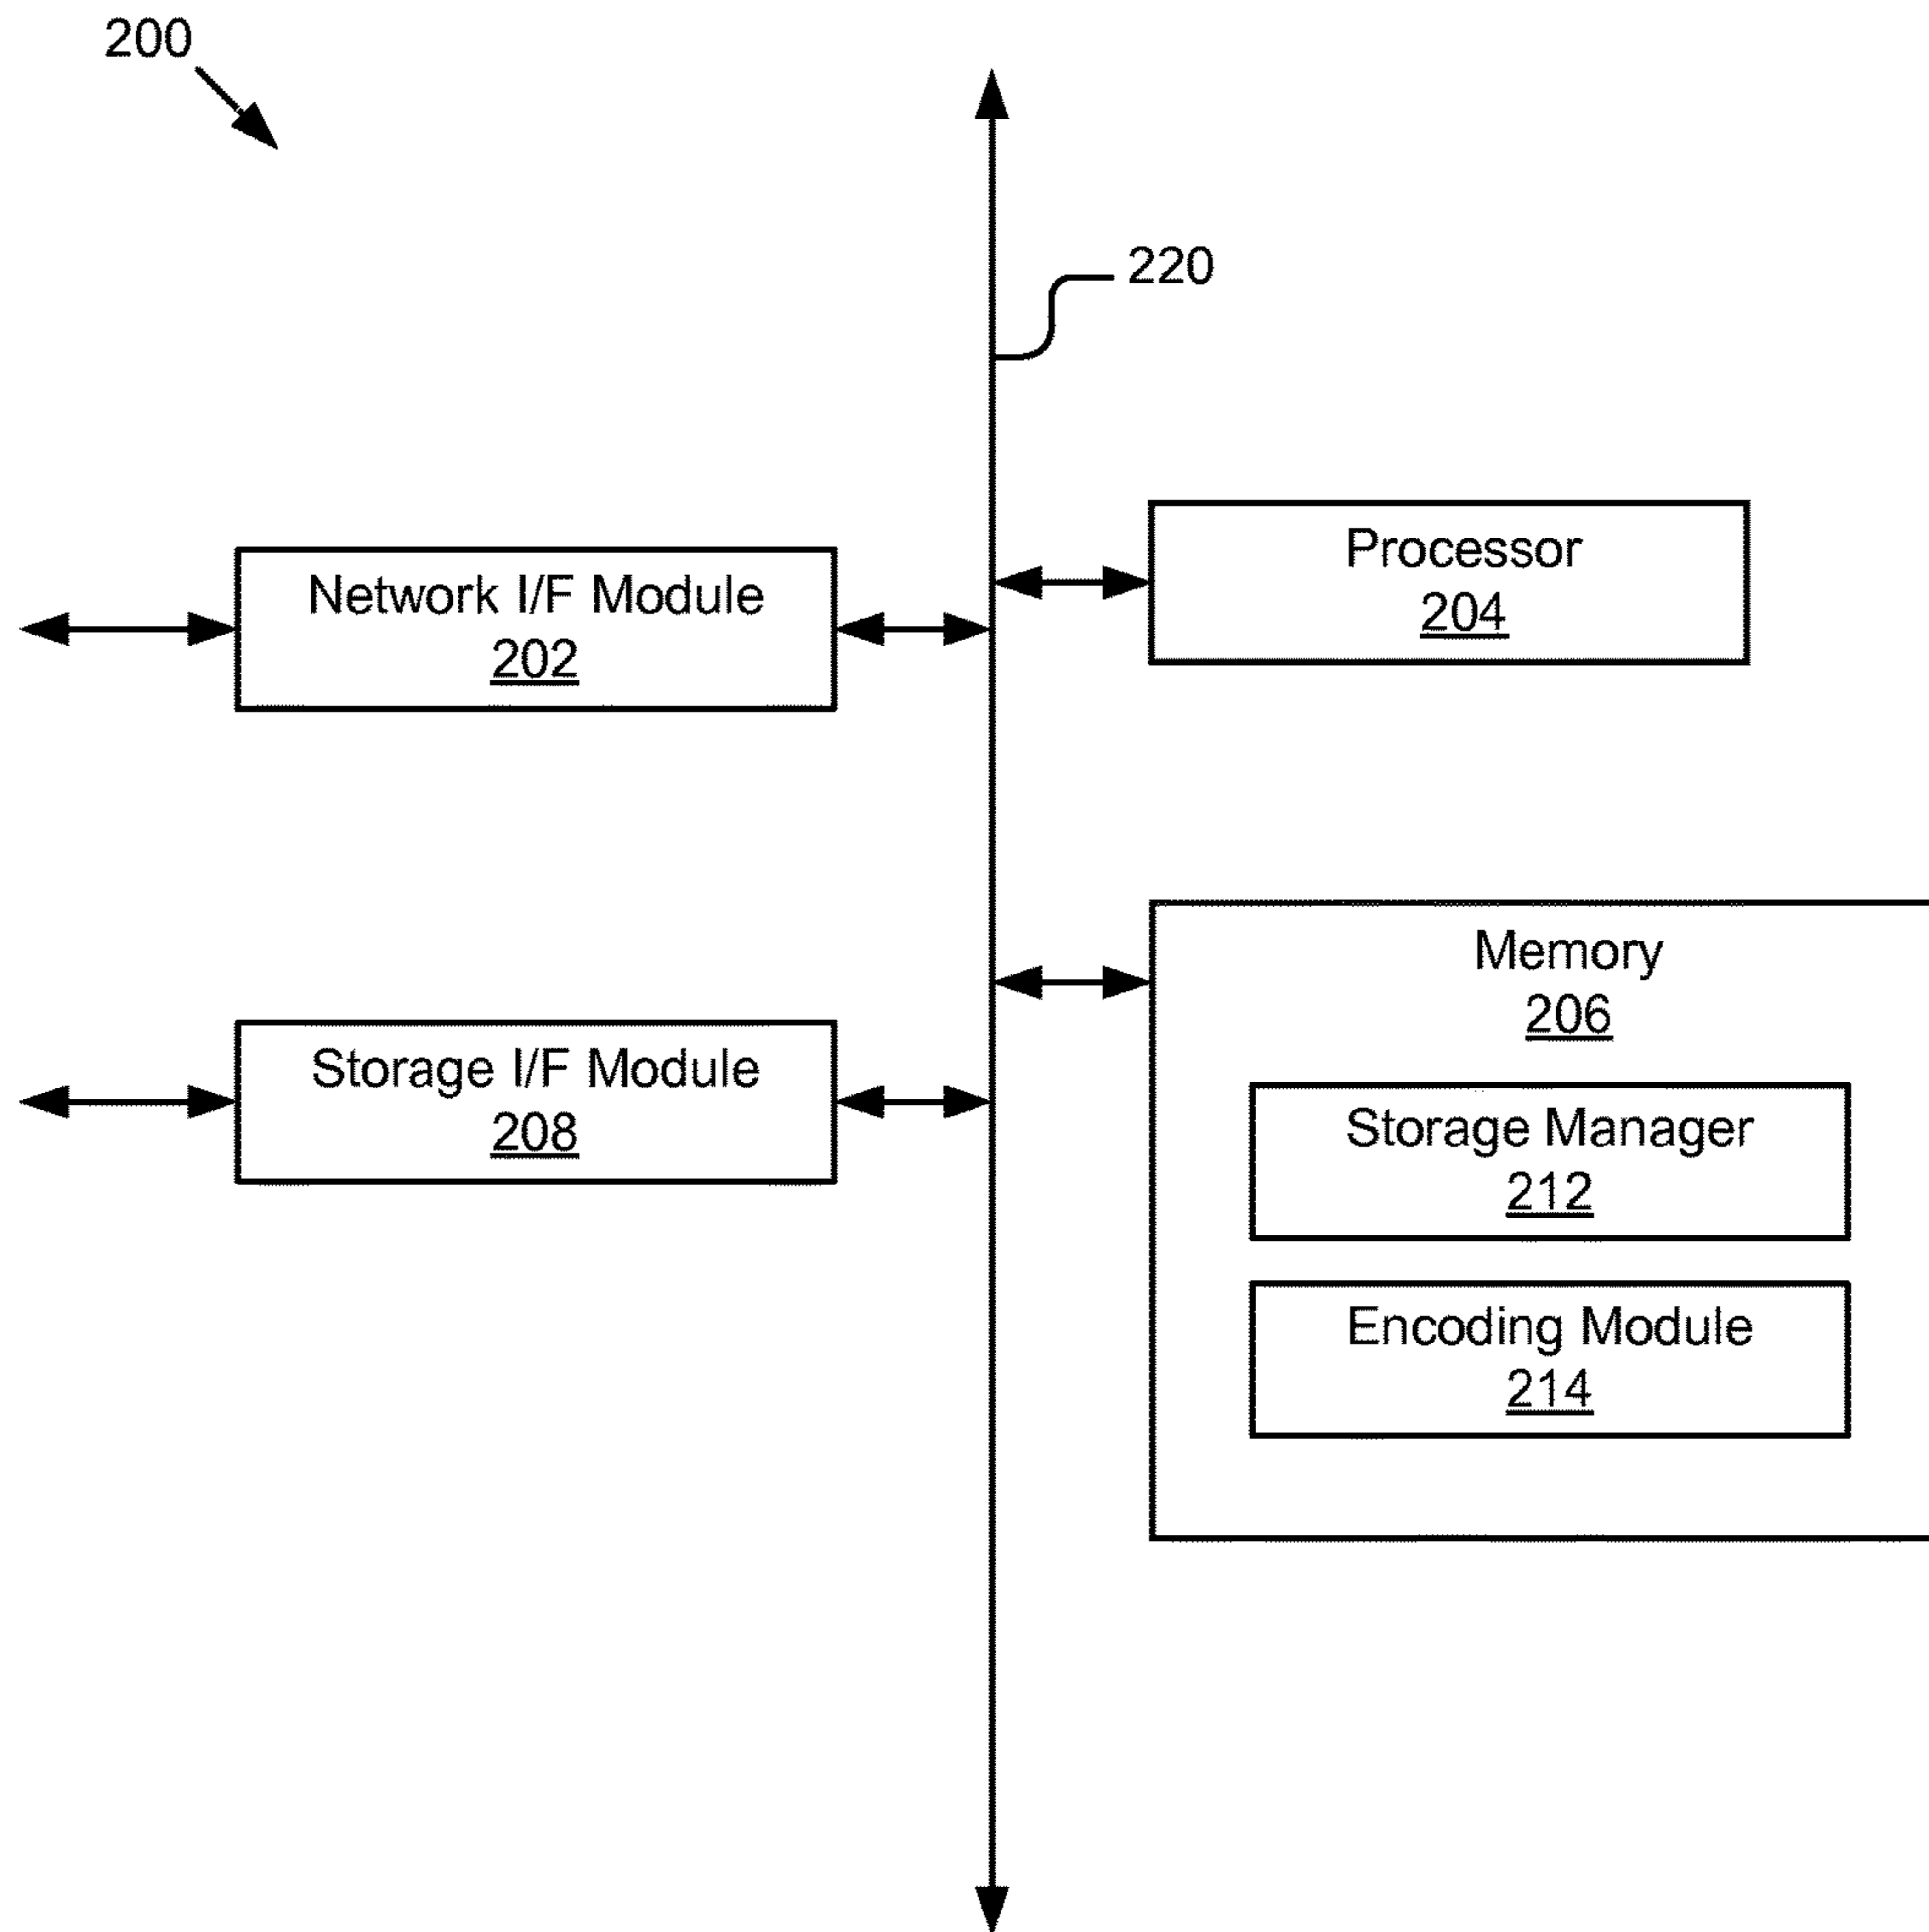 200
220
Processor
204
Network I/F Module
202
Memory
206
Storage I/F Module
208
Storage Manager
212
Encoding Module
214